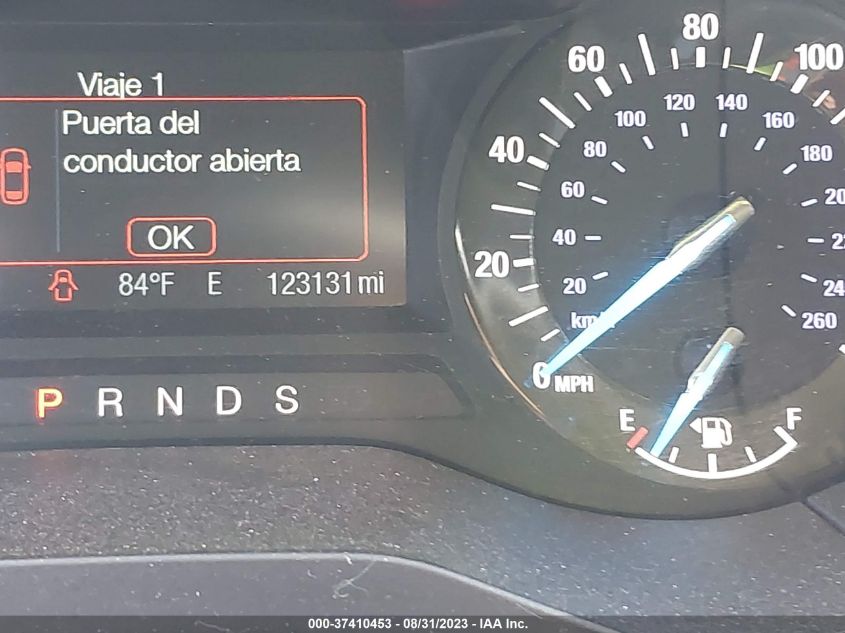 Viaje 1
Puerta del
conductor abierta
OK
84°F E 123131 mi
P R N D S
0 20 40 60 80 100
MPH
20 40 60 80 100 120 140 160 180 260
E F
000-37410453 - 08/31/2023 - IAA Inc.